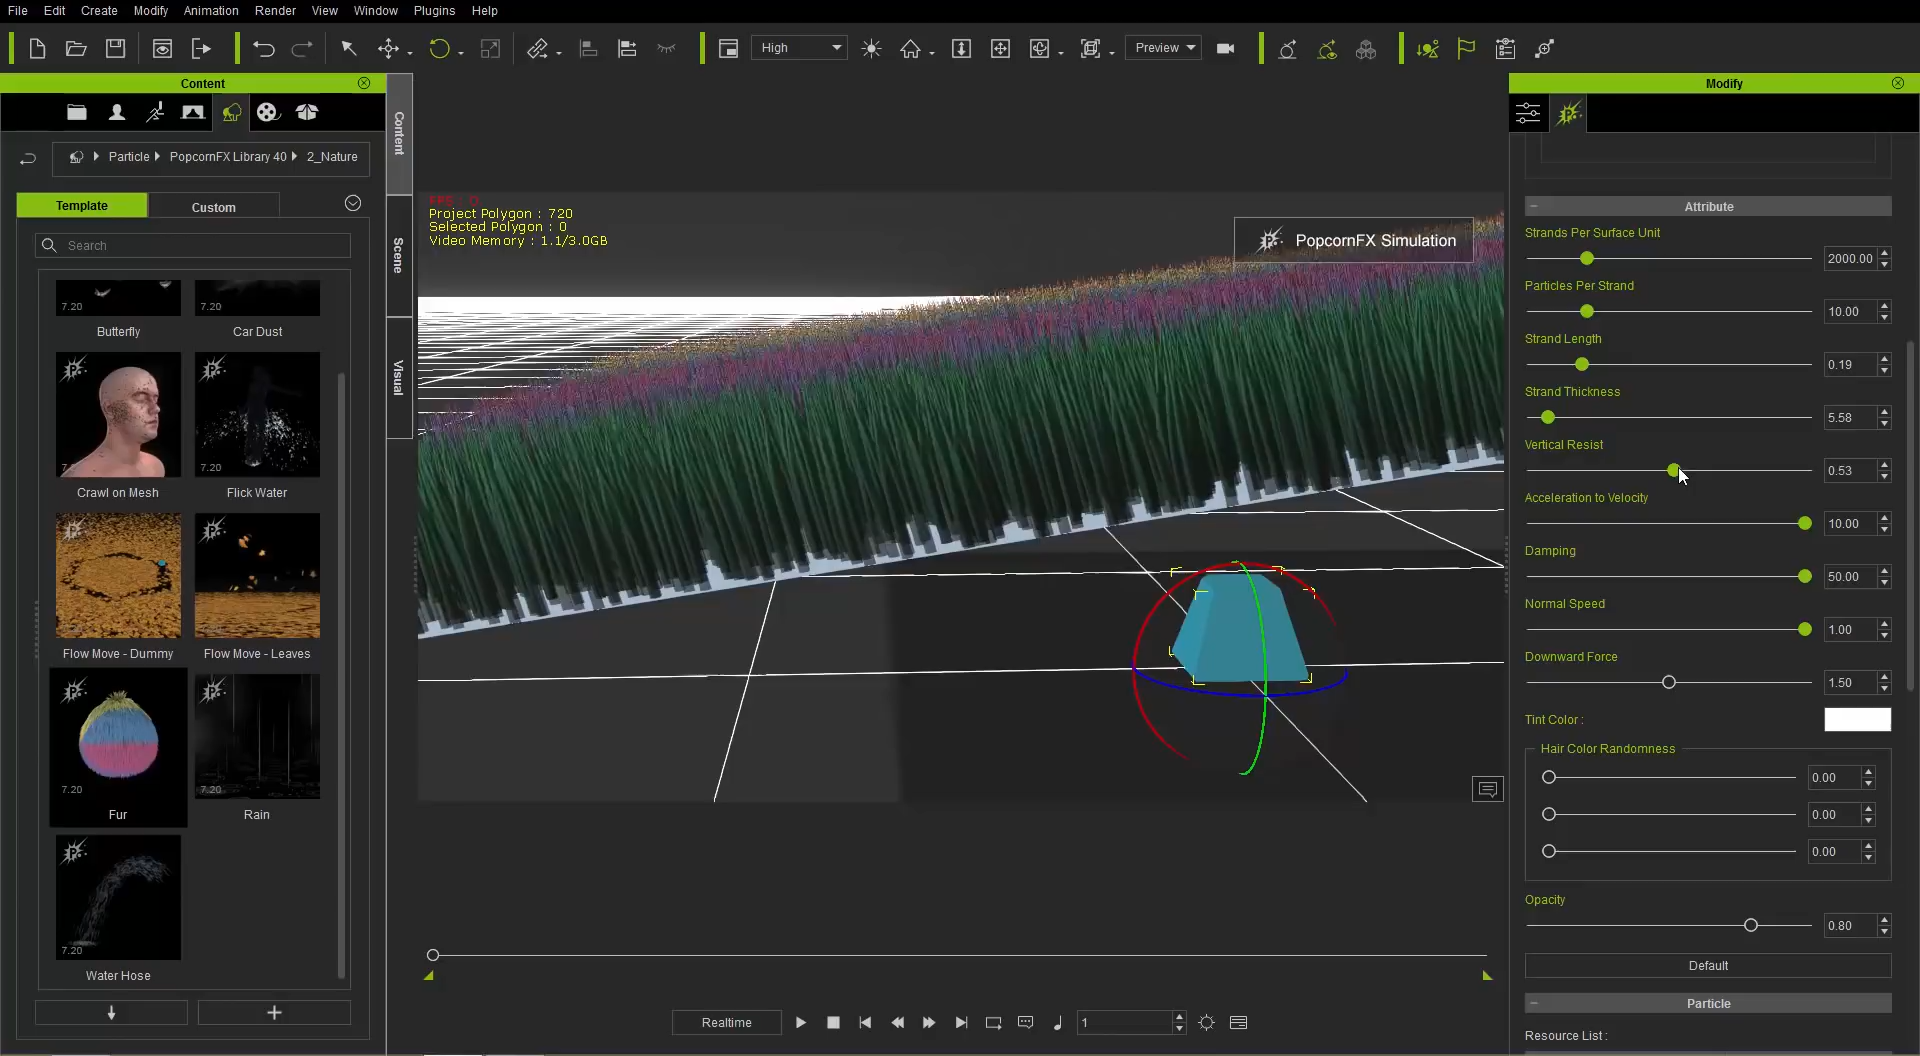 File Edit Create Modify Animation Render View Window Plugins Help
High
Preview
Content
Modify
Particle PopcornFX Library 40 2_Nature
Template
Custom
Search
7.20
7.20
Butterfly
Car Dust
7.20
Crawl on Mesh
Flick Water
Flow Move - Dummy
Flow Move - Leaves
7.20
7.20
Fur
Rain
7.20
Water Hose
Content
Scene
Visual
FPS : 0
Project Polygon : 720
Selected Polygon : 0
Video Memory : 1.1/3.0GB
PopcornFX Simulation
Realtime
1
Attribute
Strands Per Surface Unit
2000.00
Particles Per Strand
10.00
Strand Length
0.19
Strand Thickness
5.58
Vertical Resist
0.53
Acceleration to Velocity
10.00
Damping
50.00
Normal Speed
1.00
Downward Force
1.50
Tint Color :
Hair Color Randomness
0.00
0.00
0.00
Opacity
0.80
Default
Particle
Resource List :